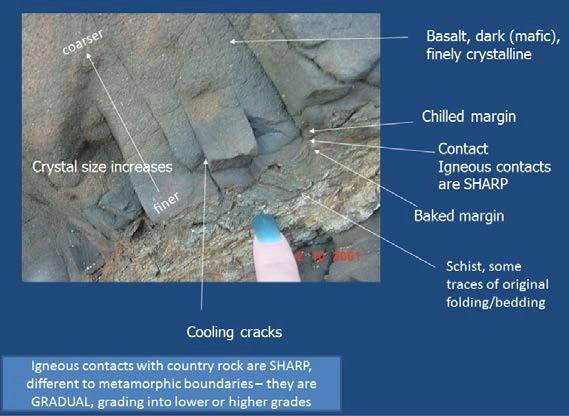 coarser
Basalt, dark (mafic),
finely crystalline
Chilled margin
Contact
Igneous contacts
are SHARP
Crystal size increases
finer
Baked margin
Schist, some
traces of original
folding/bedding
Cooling cracks
Igneous contacts with country rock are SHARP,
different to metamorphic boundaries – they are
GRADUAL, grading into lower or higher grades